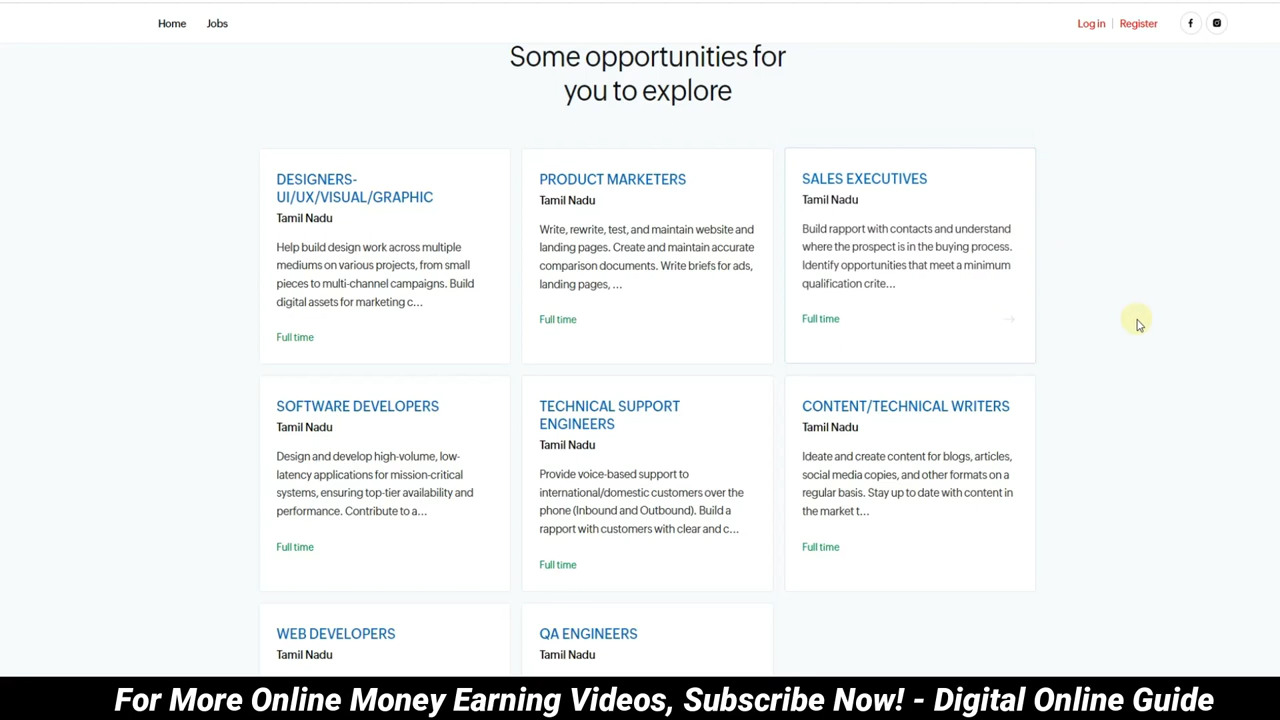 Home
Jobs
Log in | Register
Some opportunities for
you to explore
DESIGNERS-
UI/UX/VISUAL/GRAPHIC
Tamil Nadu
Help build design work across multiple
mediums on various projects, from small
pieces to multi-channel campaigns. Build
digital assets for marketing c...
Full time
PRODUCT MARKETERS
Tamil Nadu
Write, rewrite, test, and maintain website and
landing pages. Create and maintain accurate
comparison documents. Write briefs for ads,
landing pages, ...
Full time
SALES EXECUTIVES
Tamil Nadu
Build rapport with contacts and understand
where the prospect is in the buying process.
Identify opportunities that meet a minimum
qualification crite...
Full time
SOFTWARE DEVELOPERS
Tamil Nadu
Design and develop high-volume, low-
latency applications for mission-critical
systems, ensuring top-tier availability and
performance. Contribute to a...
Full time
TECHNICAL SUPPORT
ENGINEERS
Tamil Nadu
Provide voice-based support to
international/domestic customers over the
phone (Inbound and Outbound). Build a
rapport with customers with clear and c...
Full time
CONTENT/TECHNICAL WRITERS
Tamil Nadu
Ideate and create content for blogs, articles,
social media copies, and other formats on a
regular basis. Stay up to date with content in
the market t...
Full time
WEB DEVELOPERS
Tamil Nadu
QA ENGINEERS
Tamil Nadu
For More Online Money Earning Videos, Subscribe Now! - Digital Online Guide